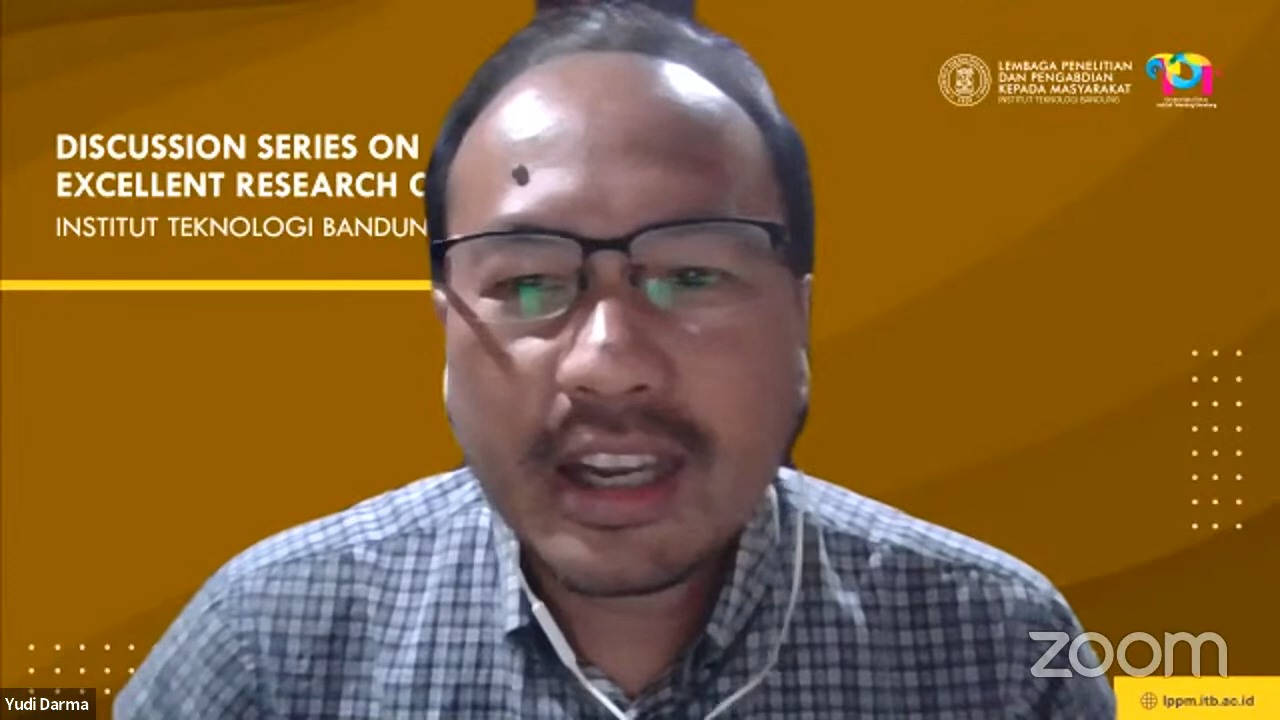 LEMBAGA PENELITIAN
DAN PENGABDIAN
KEPADA MASYARAKAT
INSTITUT TEKNOLOGI BANDUNG
DISCUSSION SERIES ON
EXCELLENT RESEARCH
INSTITUT TEKNOLOGI BANDUN
zoom
Yudi Darma
lppm.itb.ac.id